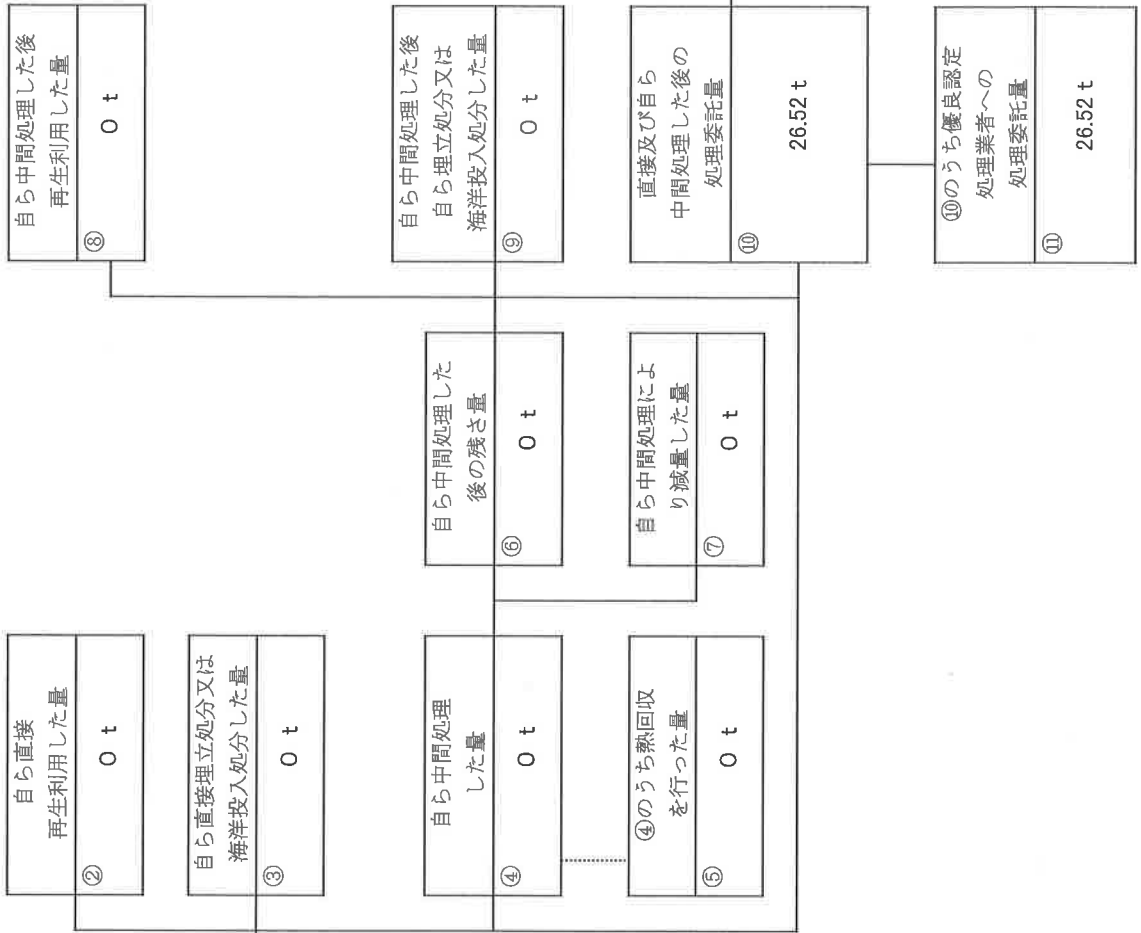 自ら直接
再生利用した量
②
0 t
自ら直接埋立処分又は
海洋投入処分した量
③
0 t
自ら中間処理
した量
④
0 t
④のうち熱回収
を行った量
⑤
0 t
自ら中間処理した
後の残さ量
⑥
0 t
自ら中間処理によ
り減量した量
⑦
0 t
自ら中間処理した後
再生利用した量
⑧
0 t
自ら中間処理した後
自ら埋立処分又は
海洋投入処分した量
⑨
0 t
直接及び自ら
中間処理した後の
処理委託量
⑩
26.52 t
⑩のうち優良認定
処理業者への
処理委託量
⑪
26.52 t